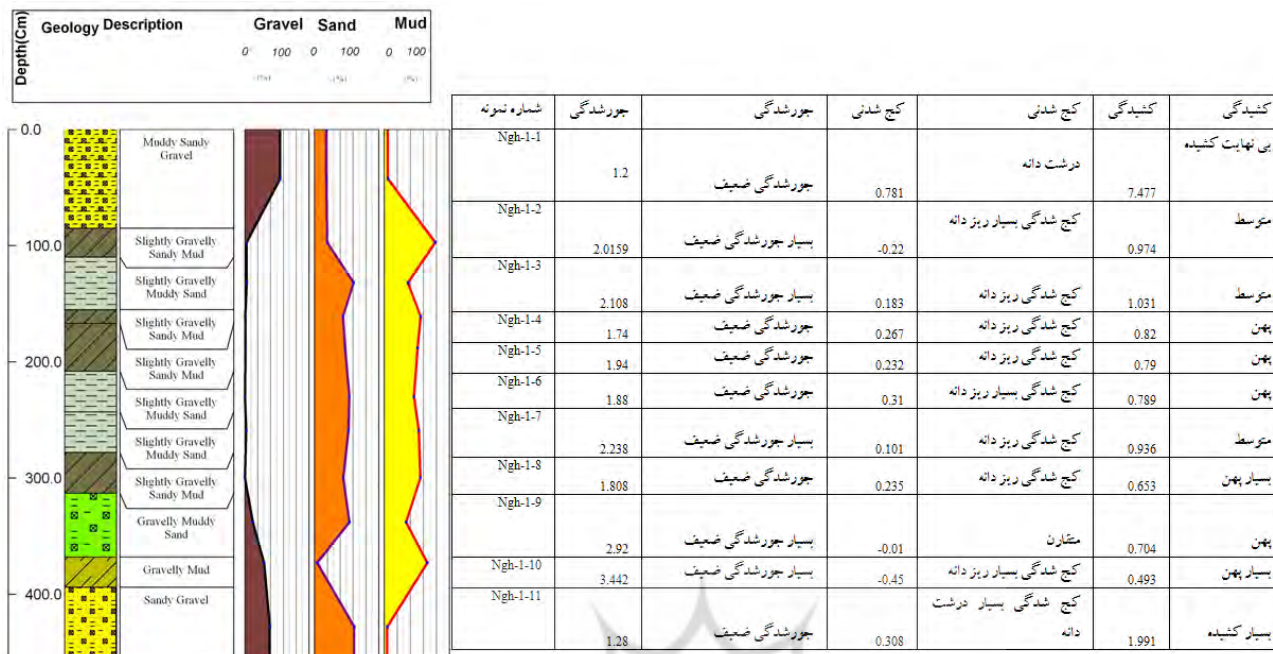 Depth(Cm)
Geology Description Gravel Sand Mud
0 100 0 100 0 100
(%) (%) (%)
0.0
100.0
200.0
300.0
400.0
Muddy Sandy
Gravel
Slightly Gravelly
Sandy Mud
Slightly Gravelly
Muddy Sand
Slightly Gravelly
Sandy Mud
Slightly Gravelly
Sandy Mud
Slightly Gravelly
Muddy Sand
Slightly Gravelly
Muddy Sand
Slightly Gravelly
Sandy Mud
Gravelly Muddy
Sand
Gravelly Mud
Sandy Gravel
شماره نمونه جورشدگی جورشدگی کج شدنی کج شدنی کشیدگی کشیدگی
Ngh-1-1 1.2 جورشدگی ضعیف 0.781 درشت دانه 7.477 بی نهایت کشیده
Ngh-1-2 2.0159 بسیار جورشدگی ضعیف -0.22 کج شدگی بسیار ریز دانه 0.974 متوسط
Ngh-1-3 2.108 بسیار جورشدگی ضعیف 0.183 کج شدگی ریز دانه 1.031 متوسط
Ngh-1-4 1.74 جورشدگی ضعیف 0.267 کج شدگی ریز دانه 0.82 پهن
Ngh-1-5 1.94 جورشدگی ضعیف 0.232 کج شدگی ریز دانه 0.79 پهن
Ngh-1-6 1.88 جورشدگی ضعیف 0.31 کج شدگی بسیار ریز دانه 0.789 پهن
Ngh-1-7 2.238 بسیار جورشدگی ضعیف 0.101 کج شدگی ریز دانه 0.936 متوسط
Ngh-1-8 1.808 جورشدگی ضعیف 0.235 کج شدگی ریز دانه 0.653 بسیار پهن
Ngh-1-9 2.92 بسیار جورشدگی ضعیف -0.01 متقارن 0.704 پهن
Ngh-1-10 3.442 بسیار جورشدگی ضعیف -0.45 کج شدگی بسیار ریز دانه 0.493 بسیار پهن
Ngh-1-11 1.28 جورشدگی ضعیف 0.308 کج شدگی بسیار درشت
دانه 1.991 بسیار کشیده